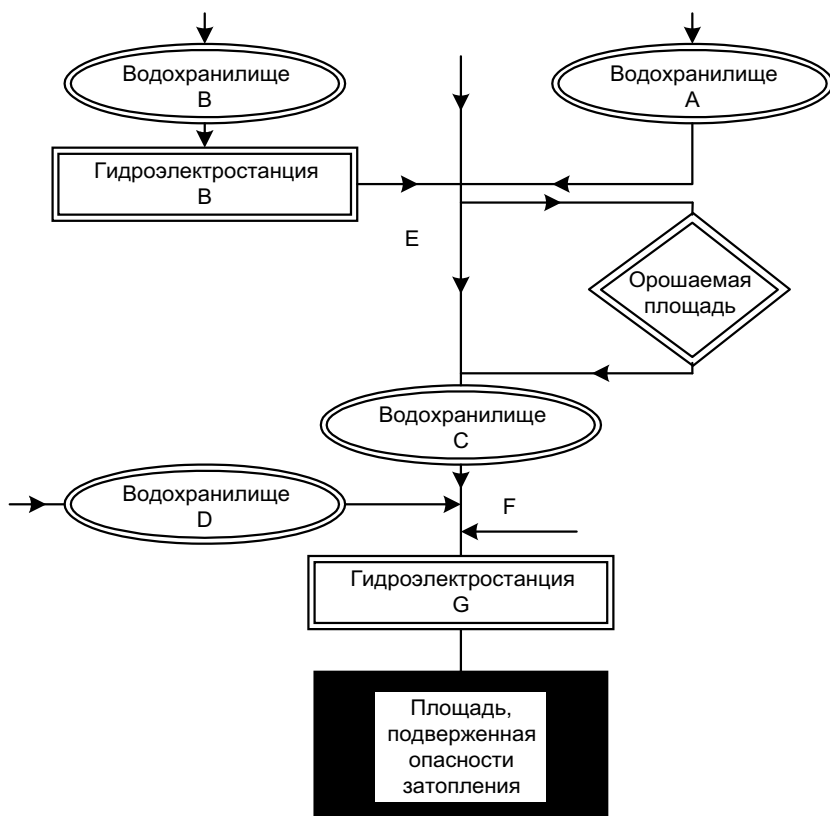 Водохранилище
B
Водохранилище
A
Гидроэлектростанция
B
E
Орошаемая
площадь
Водохранилище
C
Водохранилище
D
F
Гидроэлектростанция
G
Площадь,
подверженная
опасности
затопления